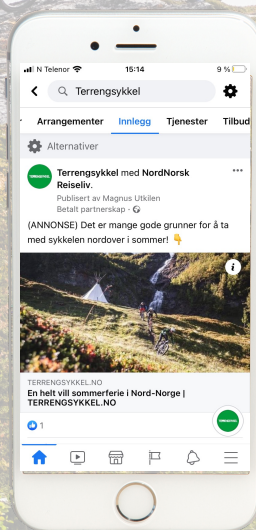 N Telenor 15:14 9 %
Terrengsykkel
Arrangementer Innlegg Tjenester Tilbud
Alternativer
Terrengsykkel med NordNorsk
Reiseliv.
Publisert av Magnus Utkilen
Betalt partnerskap ·
(ANNONSE) Det er mange gode grunner for å ta
med sykkelen nordover i sommer! 👇
TERRENGSYKKEL.NO
En helt vill sommerferie i Nord-Norge |
TERRENGSYKKEL.NO
1